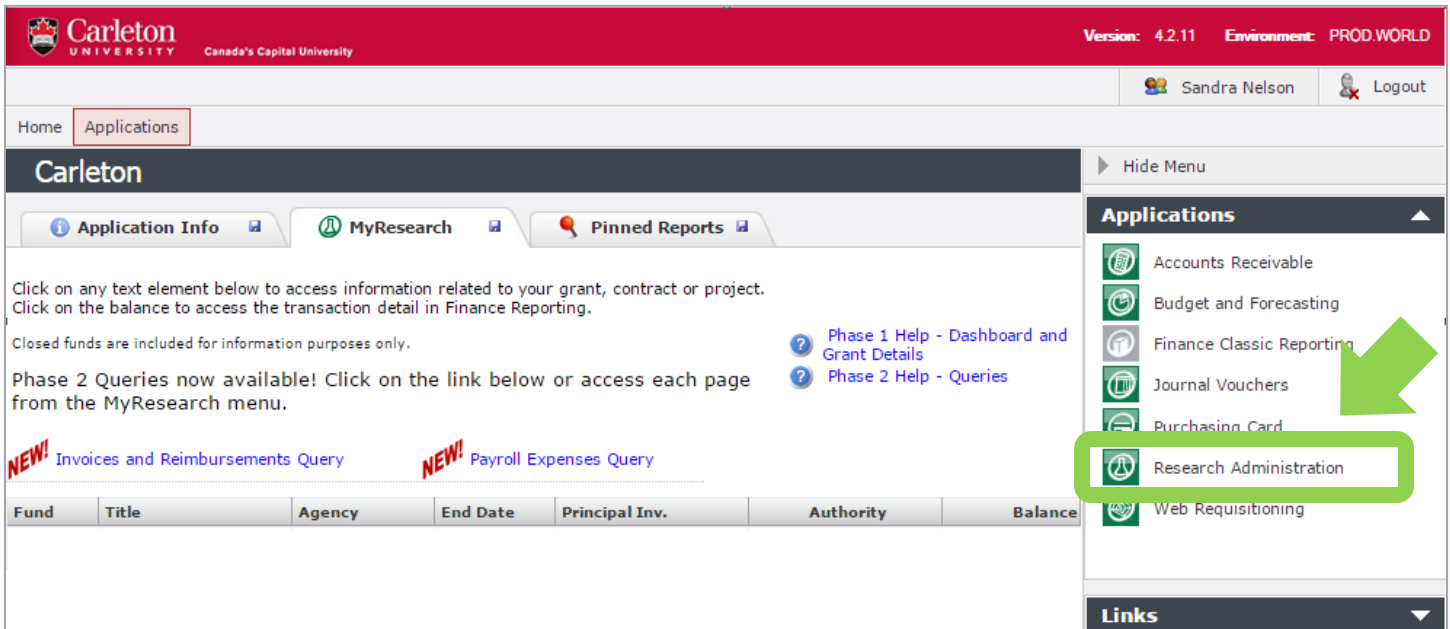 Carleton
UNIVERSITY Canada's Capital University
Version: 4.2.11 Environment: PROD.WORLD
Sandra Nelson Logout
Home Applications
Carleton
Hide Menu
Application Info MyResearch Pinned Reports
Click on any text element below to access information related to your grant, contract or project.
Click on the balance to access the transaction detail in Finance Reporting.
Closed funds are included for information purposes only.
Phase 1 Help - Dashboard and
Grant Details
Phase 2 Help - Queries
Phase 2 Queries now available! Click on the link below or access each page
from the MyResearch menu.
NEW! Invoices and Reimbursements Query NEW! Payroll Expenses Query
Fund Title Agency End Date Principal Inv. Authority Balance
Applications
Accounts Receivable
Budget and Forecasting
Finance Classic Reporting
Journal Vouchers
Purchasing Card
Research Administration
Web Requisitioning
Links